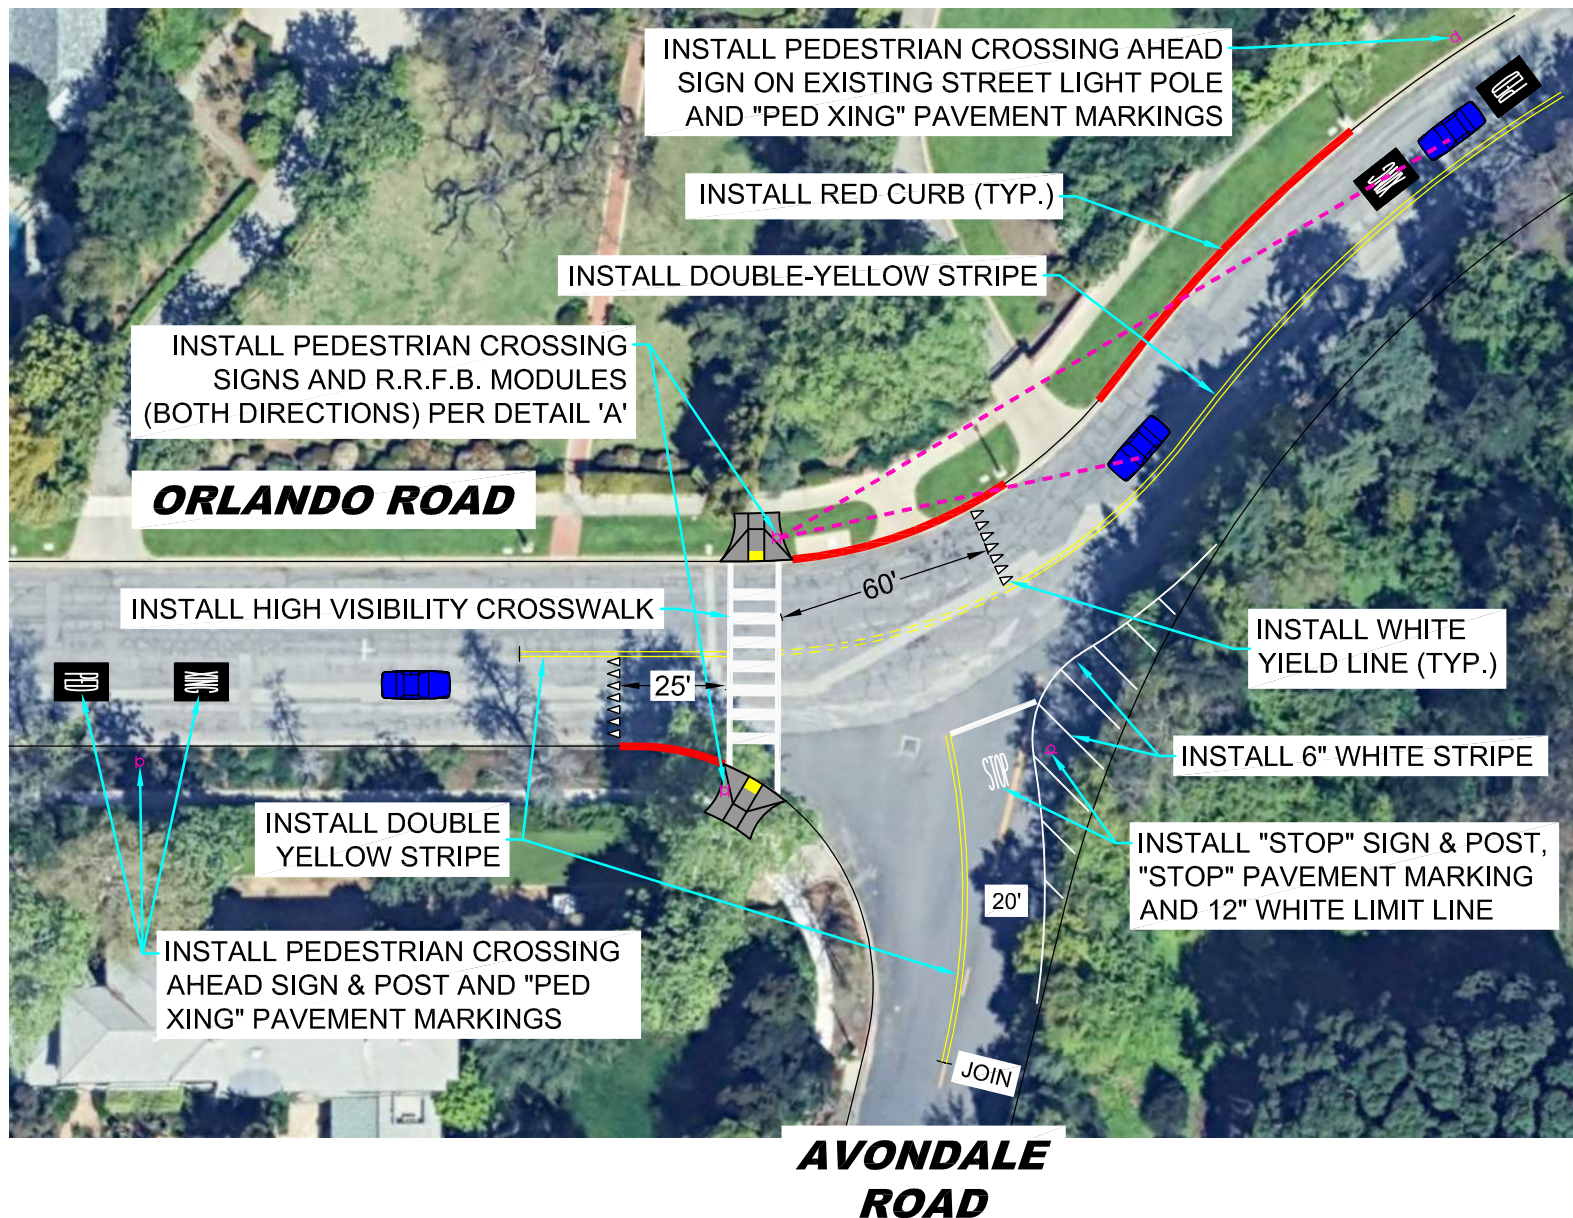 INSTALL PEDESTRIAN CROSSING AHEAD
SIGN ON EXISTING STREET LIGHT POLE
AND "PED XING" PAVEMENT MARKINGS
PED
XING
INSTALL RED CURB (TYP.)
INSTALL DOUBLE-YELLOW STRIPE
INSTALL PEDESTRIAN CROSSING
SIGNS AND R.R.F.B. MODULES
(BOTH DIRECTIONS) PER DETAIL 'A'
ORLANDO ROAD
60'
INSTALL HIGH VISIBILITY CROSSWALK
INSTALL WHITE
YIELD LINE (TYP.)
PED
XING
25'
INSTALL 6" WHITE STRIPE
STOP
INSTALL DOUBLE
YELLOW STRIPE
INSTALL "STOP" SIGN & POST,
"STOP" PAVEMENT MARKING
AND 12" WHITE LIMIT LINE
20'
INSTALL PEDESTRIAN CROSSING
AHEAD SIGN & POST AND "PED
XING" PAVEMENT MARKINGS
JOIN
AVONDALE
ROAD